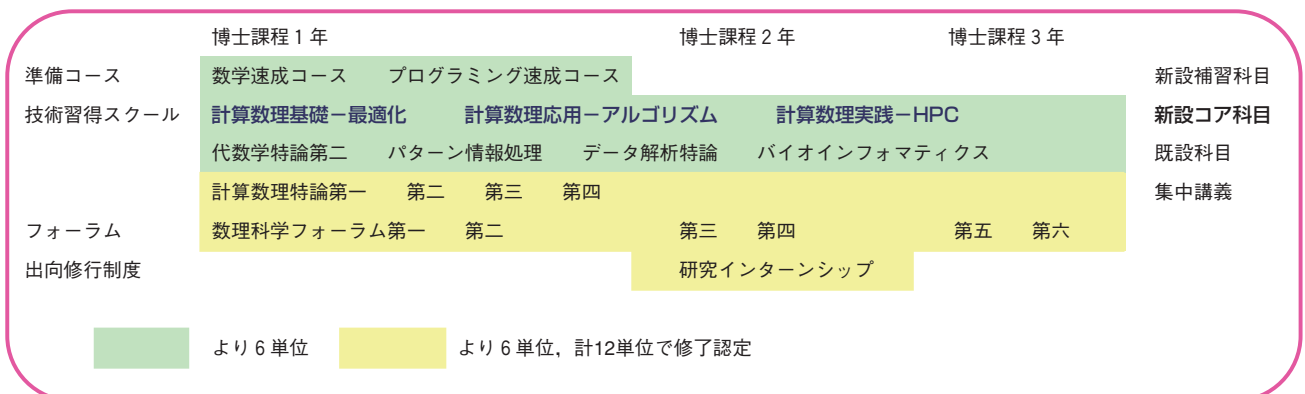 博士課程1年 博士課程2年 博士課程3年
準備コース 数学速成コース プログラミング速成コース 新設補習科目
技術習得スクール 計算数理基礎－最適化 計算数理応用－アルゴリズム 計算数理実践－HPC 新設コア科目
代数学特論第二 パターン情報処理 データ解析特論 バイオインフォマティクス 既設科目
計算数理特論第一 第二 第三 第四 集中講義
フォーラム 数理科学フォーラム第一 第二 第三 第四 第五 第六
出向修行制度 研究インターンシップ
より6単位 より6単位，計12単位で修了認定